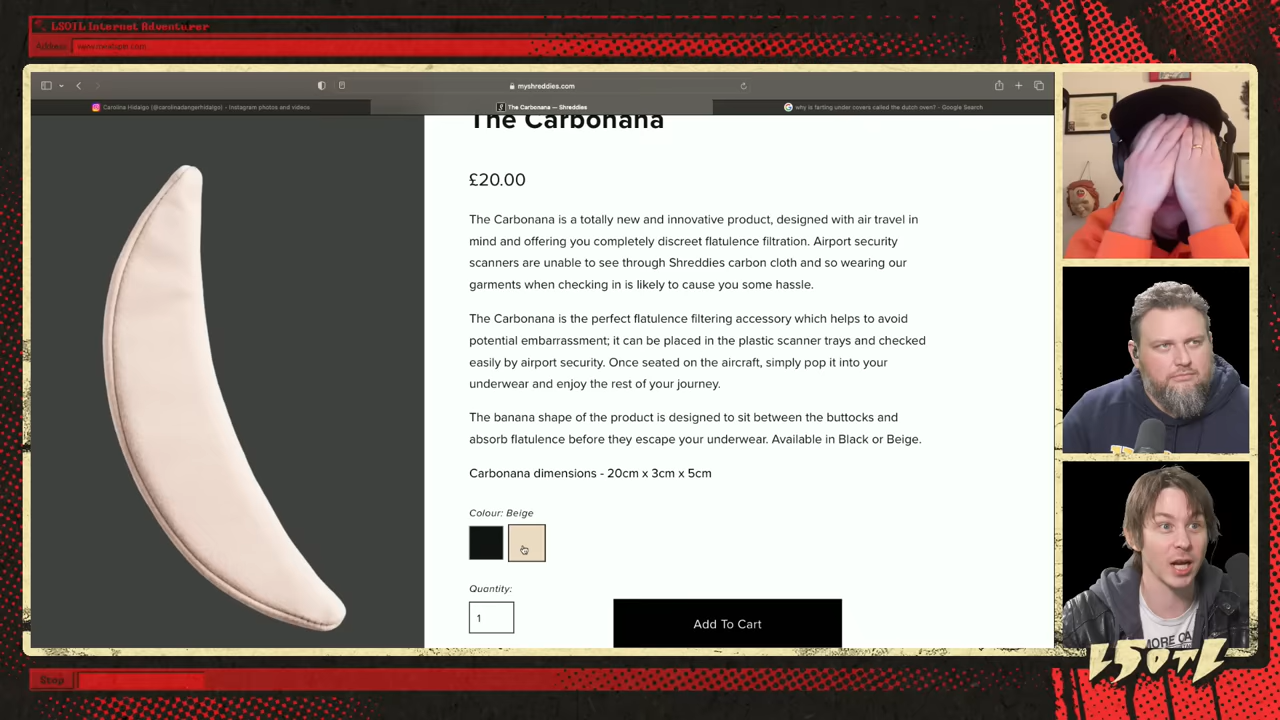 LSOTL Internet Adventurer
Address
myshreddies.com
Carolina Hidalgo (@carolinadangerhidalgo) • Instagram photos and videos
The Carbonana — Shreddies
why is farting under covers called the dutch oven? - Google Search
The Carbonana
£20.00
The Carbonana is a totally new and innovative product, designed with air travel in
mind and offering you completely discreet flatulence filtration. Airport security
scanners are unable to see through Shreddies carbon cloth and so wearing our
garments when checking in is likely to cause you some hassle.
The Carbonana is the perfect flatulence filtering accessory which helps to avoid
potential embarrassment; it can be placed in the plastic scanner trays and checked
easily by airport security. Once seated on the aircraft, simply pop it into your
underwear and enjoy the rest of your journey.
The banana shape of the product is designed to sit between the buttocks and
absorb flatulence before they escape your underwear. Available in Black or Beige.
Carbonana dimensions - 20cm x 3cm x 5cm
Colour: Beige
Quantity:
1
Add To Cart
MORE
LSOTL
Stop